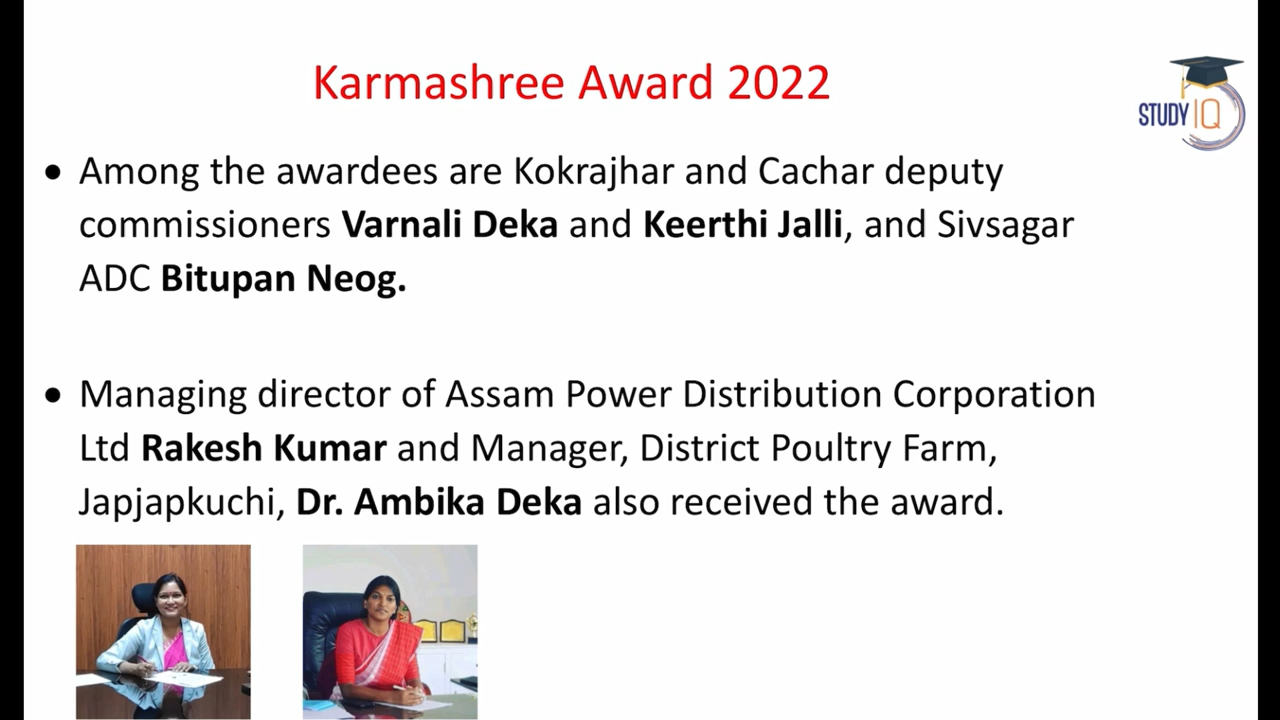 Karmashree Award 2022
STUDY IQ
• Among the awardees are Kokrajhar and Cachar deputy
commissioners Varnali Deka and Keerthi Jalli, and Sivsagar
ADC Bitupan Neog.
• Managing director of Assam Power Distribution Corporation
Ltd Rakesh Kumar and Manager, District Poultry Farm,
Japjapkuchi, Dr. Ambika Deka also received the award.